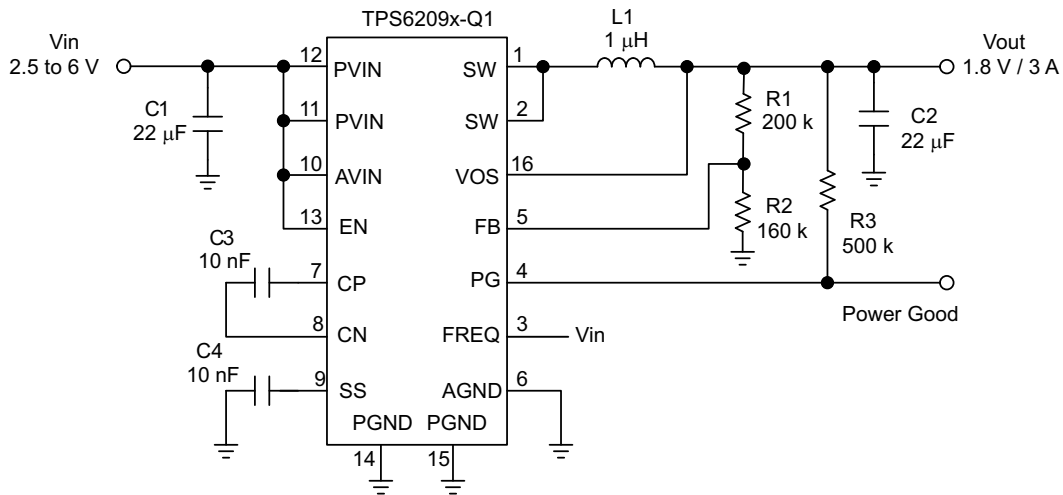 TPS6209x-Q1
L1
1 μH
Vin
2.5 to 6 V
Vout
1.8 V / 3 A
12
PVIN
SW
1
11
PVIN
SW
2
10
AVIN
VOS
16
13
EN
FB
5
7
CP
PG
4
8
CN
FREQ
3
Vin
9
SS
AGND
6
PGND
PGND
14
15
C1
22 μF
R1
200 k
C2
22 μF
R2
160 k
R3
500 k
C3
10 nF
Power Good
C4
10 nF